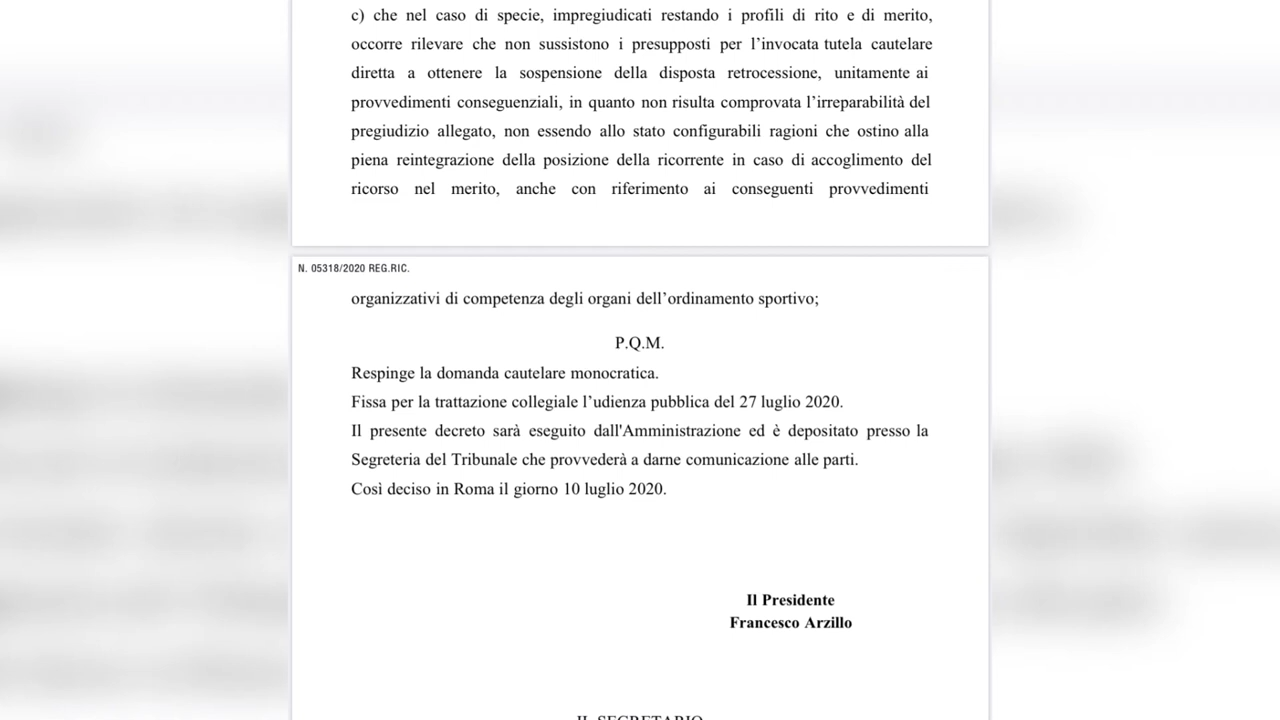 c) che nel caso di specie, impregiudicati restando i profili di rito e di merito,
occorre rilevare che non sussistono i presupposti per l’invocata tutela cautelare
diretta a ottenere la sospensione della disposta retrocessione, unitamente ai
provvedimenti conseguenziali, in quanto non risulta comprovata l’irreparabilità del
pregiudizio allegato, non essendo allo stato configurabili ragioni che ostino alla
piena reintegrazione della posizione della ricorrente in caso di accoglimento del
ricorso nel merito, anche con riferimento ai conseguenti provvedimenti
N. 05318/2020 REG.RIC.
organizzativi di competenza degli organi dell’ordinamento sportivo;
P.Q.M.
Respinge la domanda cautelare monocratica.
Fissa per la trattazione collegiale l’udienza pubblica del 27 luglio 2020.
Il presente decreto sarà eseguito dall'Amministrazione ed è depositato presso la
Segreteria del Tribunale che provvederà a darne comunicazione alle parti.
Così deciso in Roma il giorno 10 luglio 2020.
Il Presidente
Francesco Arzillo
IL SEGRETARIO